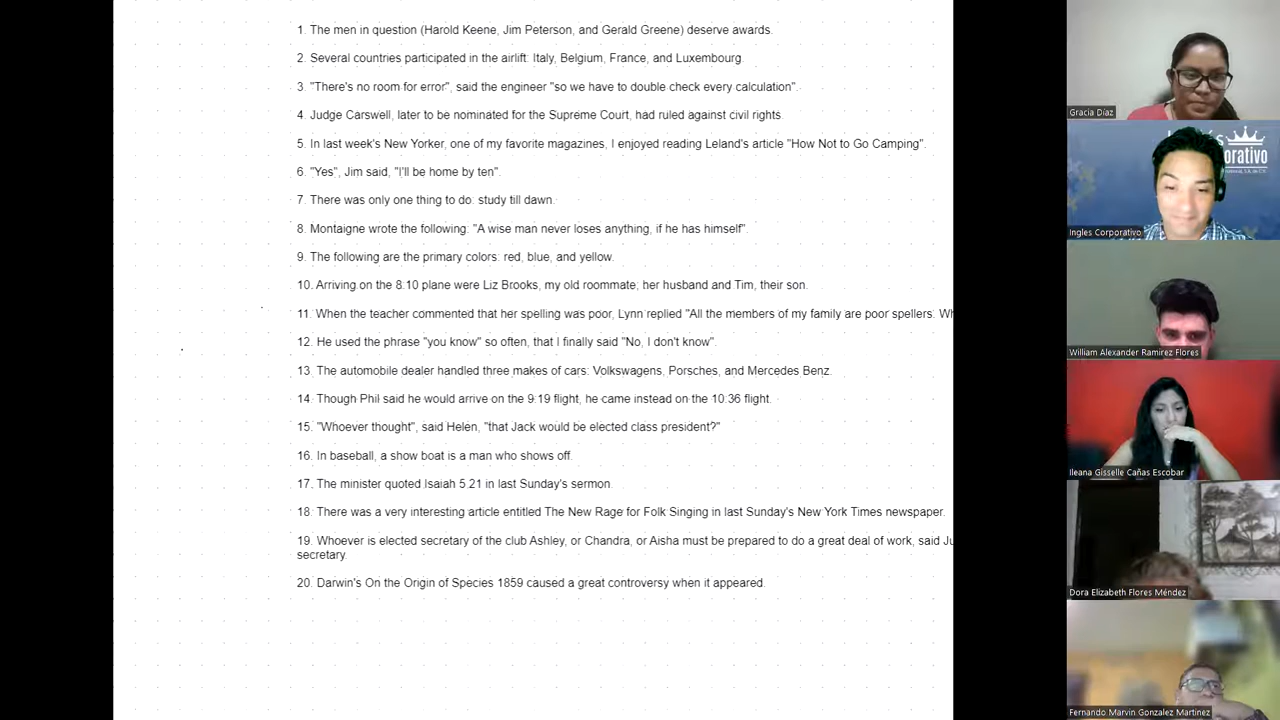 1. The men in question (Harold Keene, Jim Peterson, and Gerald Greene) deserve awards.
2. Several countries participated in the airlift: Italy, Belgium, France, and Luxembourg.
3. "There's no room for error", said the engineer "so we have to double check every calculation".
4. Judge Carswell, later to be nominated for the Supreme Court, had ruled against civil rights.
5. In last week's New Yorker, one of my favorite magazines, I enjoyed reading Leland's article "How Not to Go Camping".
6. "Yes", Jim said, "I'll be home by ten".
7. There was only one thing to do: study till dawn.
8. Montaigne wrote the following: "A wise man never loses anything, if he has himself".
9. The following are the primary colors: red, blue, and yellow.
10. Arriving on the 8:10 plane were Liz Brooks, my old roommate; her husband and Tim, their son.
11. When the teacher commented that her spelling was poor, Lynn replied "All the members of my family are poor spellers. Wh
12. He used the phrase "you know" so often, that I finally said "No, I don't know".
13. The automobile dealer handled three makes of cars: Volkswagens, Porsches, and Mercedes Benz.
14. Though Phil said he would arrive on the 9:19 flight, he came instead on the 10:36 flight.
15. "Whoever thought", said Helen, "that Jack would be elected class president?"
16. In baseball, a show boat is a man who shows off.
17. The minister quoted Isaiah 5:21 in last Sunday's sermon.
18. There was a very interesting article entitled The New Rage for Folk Singing in last Sunday's New York Times newspaper.
19. Whoever is elected secretary of the club Ashley, or Chandra, or Aisha must be prepared to do a great deal of work, said Ju
secretary.
20. Darwin's On the Origin of Species 1859 caused a great controversy when it appeared.
Gracia Díaz
orativo
Ingles Corporativo
William Alexander Ramirez Flores
Ileana Gisselle Cañas Escobar
Dora Elizabeth Flores Méndez
Fernando Marvin Gonzalez Martinez